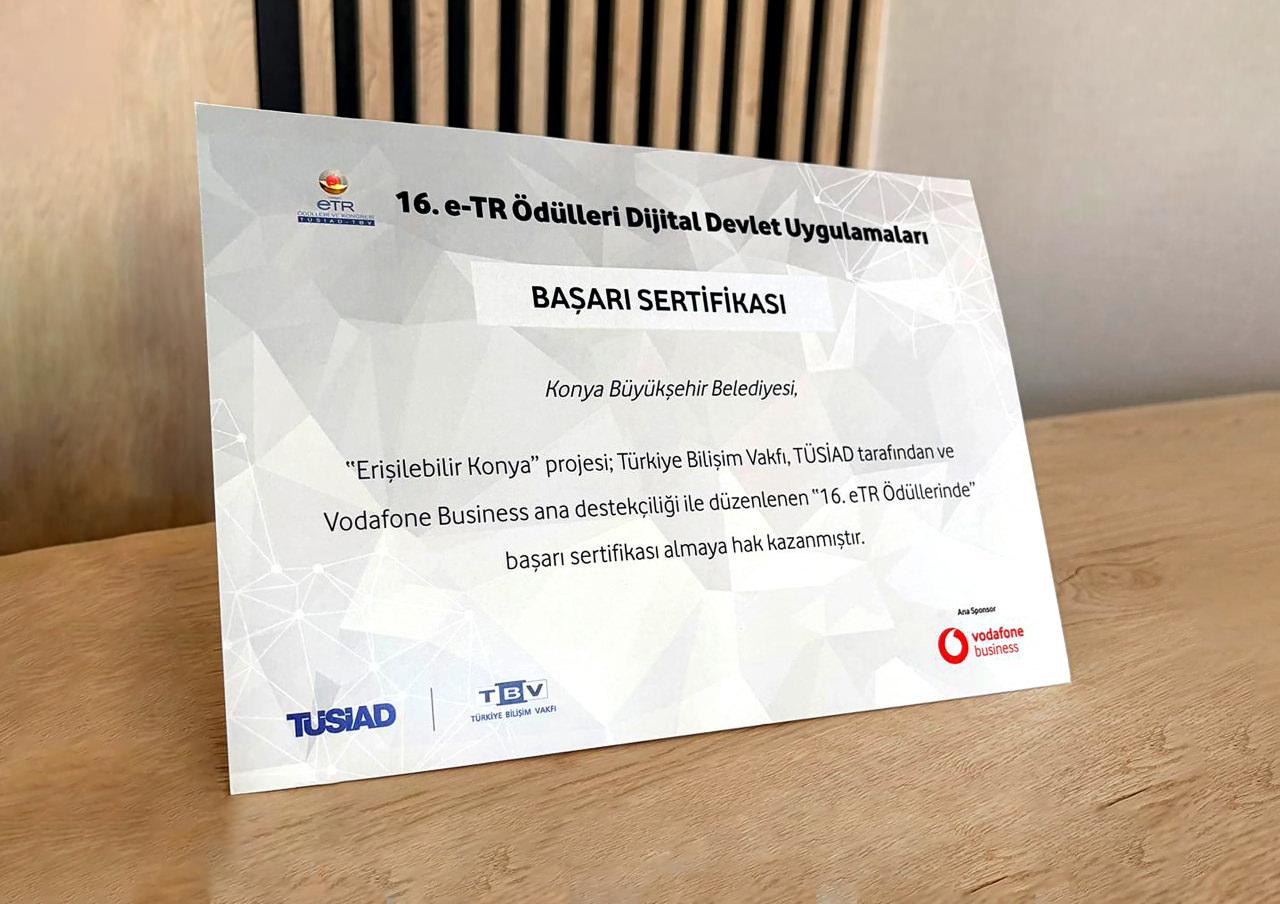 eTR
ÖDÜLLERİ VE KONGRESİ
TÜSİAD-TBV
16. e-TR Ödülleri Dijital Devlet Uygulamaları
BAŞARI SERTİFİKASI
Konya Büyükşehir Belediyesi,
"Erişilebilir Konya" projesi; Türkiye Bilişim Vakfı, TÜSİAD tarafından ve
Vodafone Business ana destekçiliği ile düzenlenen "16. eTR Ödüllerinde"
başarı sertifikası almaya hak kazanmıştır.
Ana Sponsor
vodafone
business
TÜSİAD
TBV
TÜRKİYE BİLİŞİM VAKFI